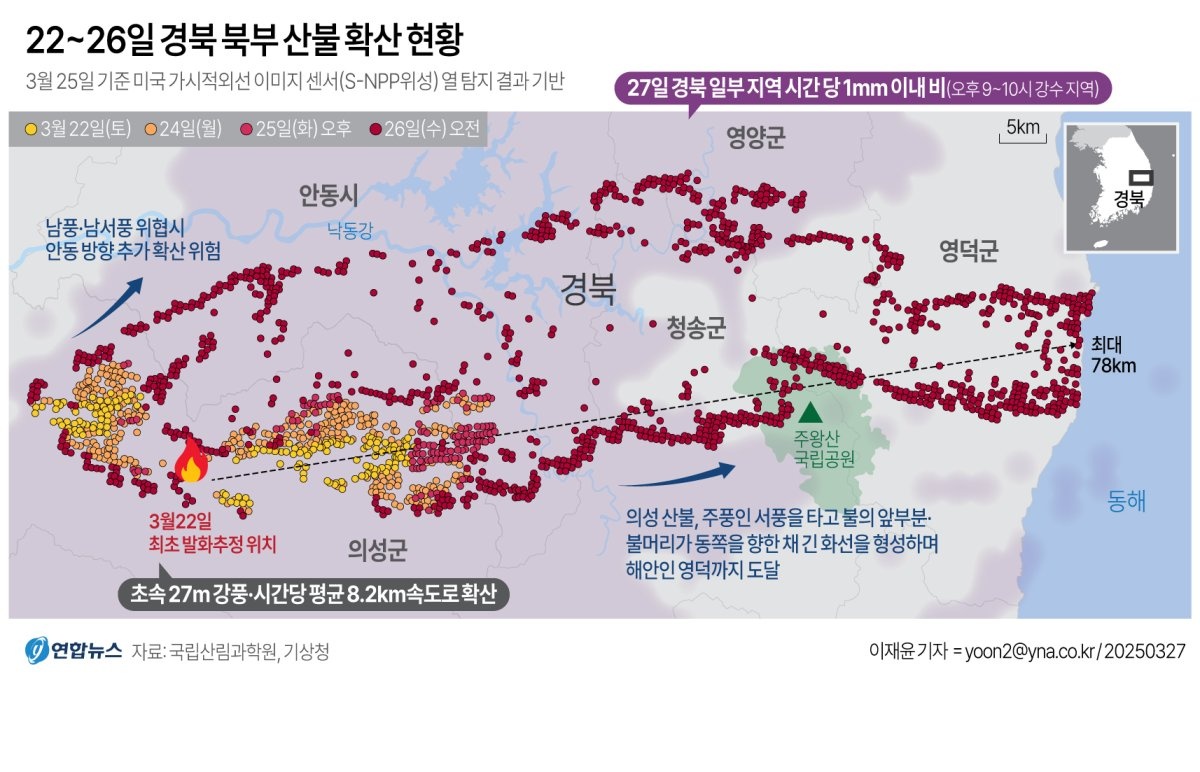 22~26일 경북 북부 산불 확산 현황
3월 25일 기준 미국 가시적외선 이미지 센서(S-NPP위성) 열 탐지 결과 기반
27일 경북 일부 지역 시간 당 1mm 이내 비(오후 9~10시 강수 지역)
3월 22일(토) 24일(월) 25일(화) 오후 26일(수) 오전
5km
영양군
안동시
경북
남풍·남서풍 위협시
안동 방향 추가 확산 위험
낙동강
영덕군
경북
청송군
최대
78km
주왕산
국립공원
동해
3월22일
최초 발화추정 위치
의성군
의성 산불, 주풍인 서풍을 타고 불의 앞부분·
불머리가 동쪽을 향한 채 긴 화선을 형성하며
해안인 영덕까지 도달
초속 27m 강풍·시간당 평균 8.2km속도로 확산
연합뉴스 자료: 국립산림과학원, 기상청
이재윤 기자 = yoon2@yna.co.kr / 20250327